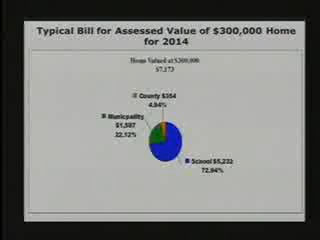 Typical Bill for Assessed Value of $300,000 Home
for 2014
Home Valued at $300,000
$7,173
County $354
4.94%
Municipality
$1,587
22.12%
School $5,232
72.94%